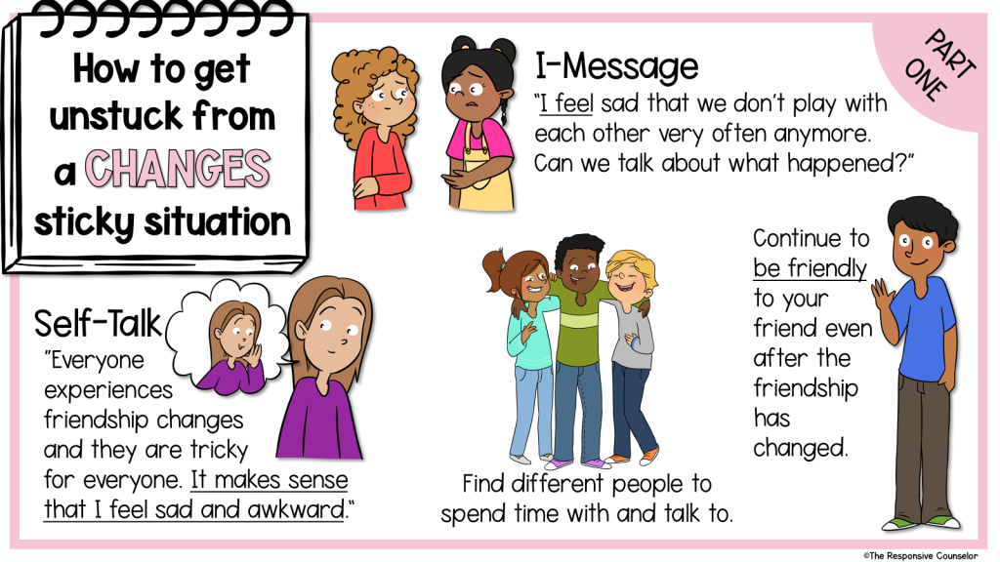 How to get
unstuck from
a CHANGES
sticky situation
PART
ONE
I-Message
"I feel sad that we don't play with
each other very often anymore.
Can we talk about what happened?"
Self-Talk
"Everyone
experiences
friendship changes
and they are tricky
for everyone. It makes sense
that I feel sad and awkward."
Find different people to
spend time with and talk to.
Continue to
be friendly
to your
friend even
after the
friendship
has
changed.
©The Responsive Counselor